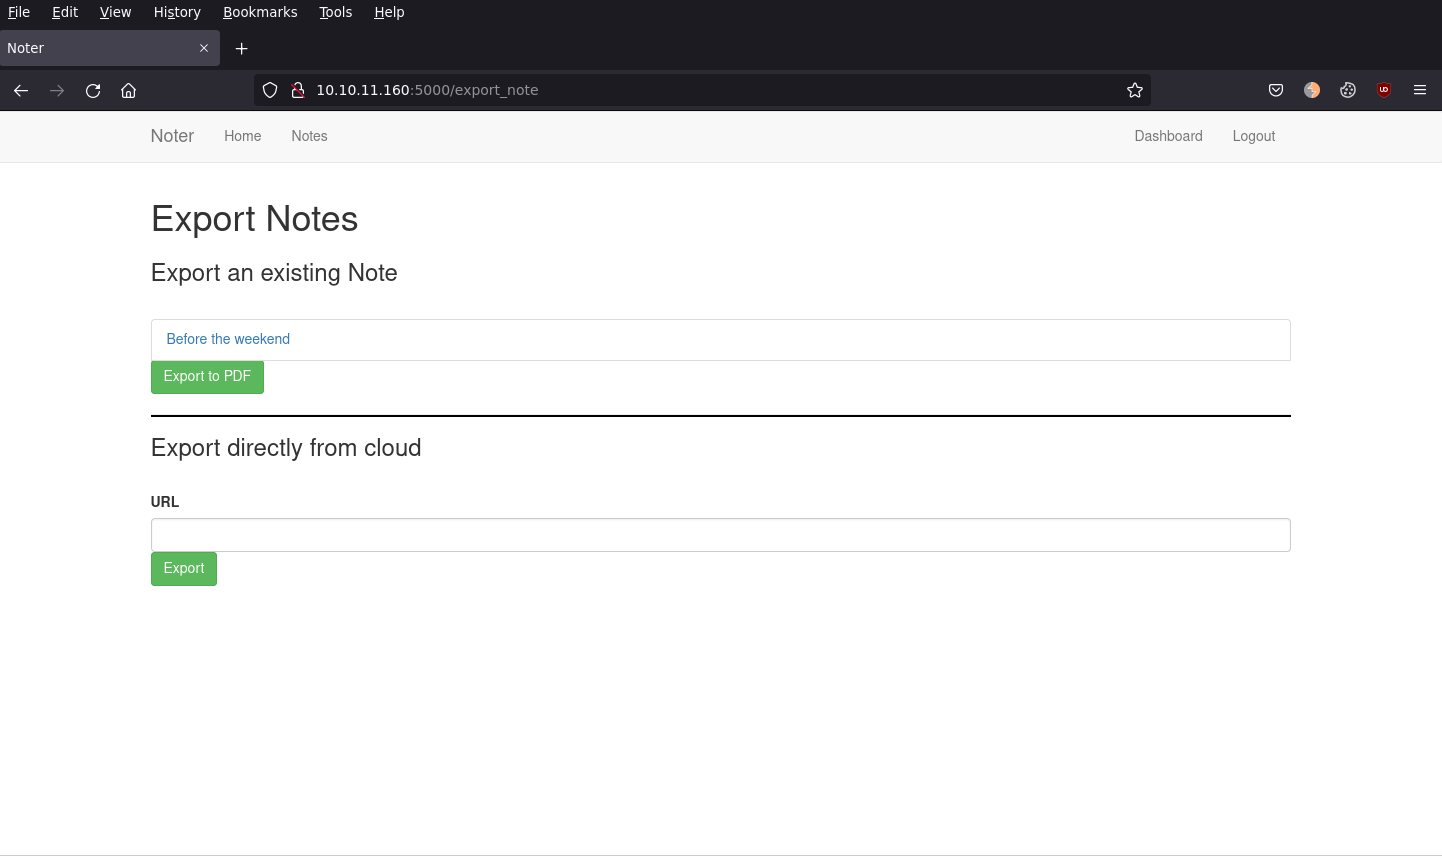 File Edit View History Bookmarks Tools Help
Noter
10.10.11.160:5000/export_note
Noter Home Notes Dashboard Logout
Export Notes
Export an existing Note
Before the weekend
Export to PDF
Export directly from cloud
URL
Export